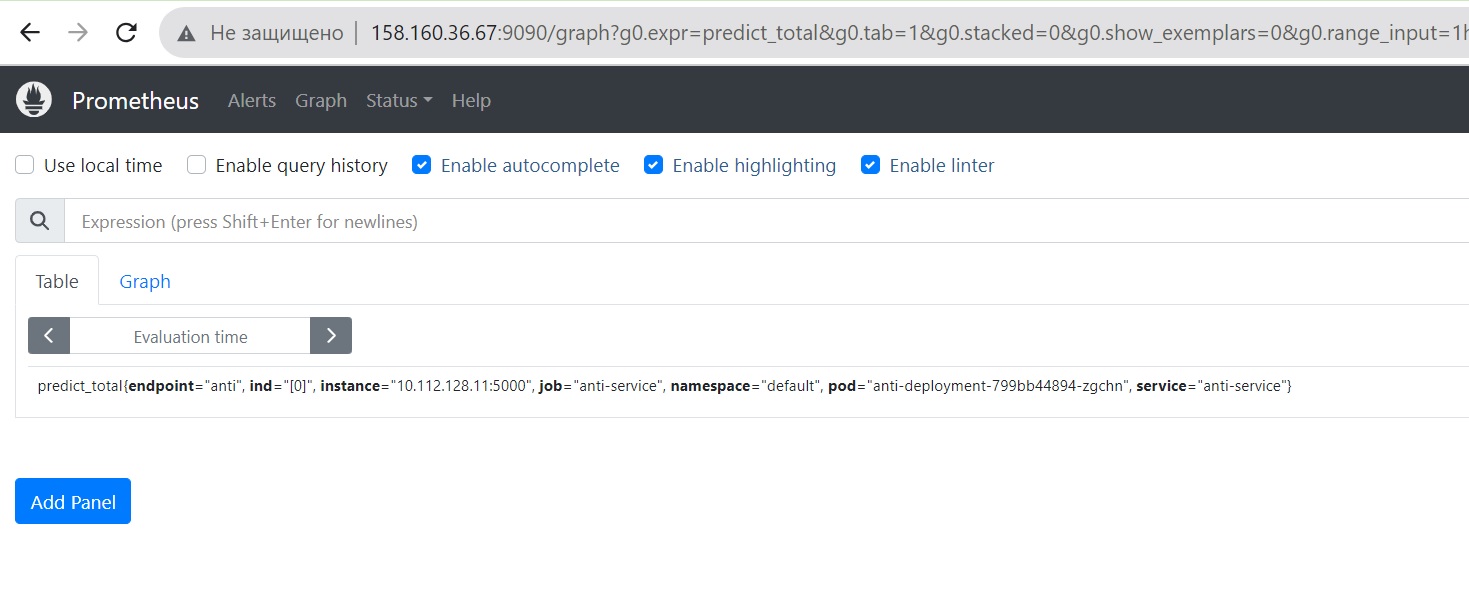 Не защищено | 158.160.36.67:9090/graph?g0.expr=predict_total&g0.tab=1&g0.stacked=0&g0.show_exemplars=0&g0.range_input=1h
Prometheus Alerts Graph Status Help
Use local time Enable query history Enable autocomplete Enable highlighting Enable linter
Expression (press Shift+Enter for newlines)
Table Graph
Evaluation time
predict_total{endpoint="anti", ind="[0]", instance="10.112.128.11:5000", job="anti-service", namespace="default", pod="anti-deployment-799bb44894-zgchn", service="anti-service"}
Add Panel